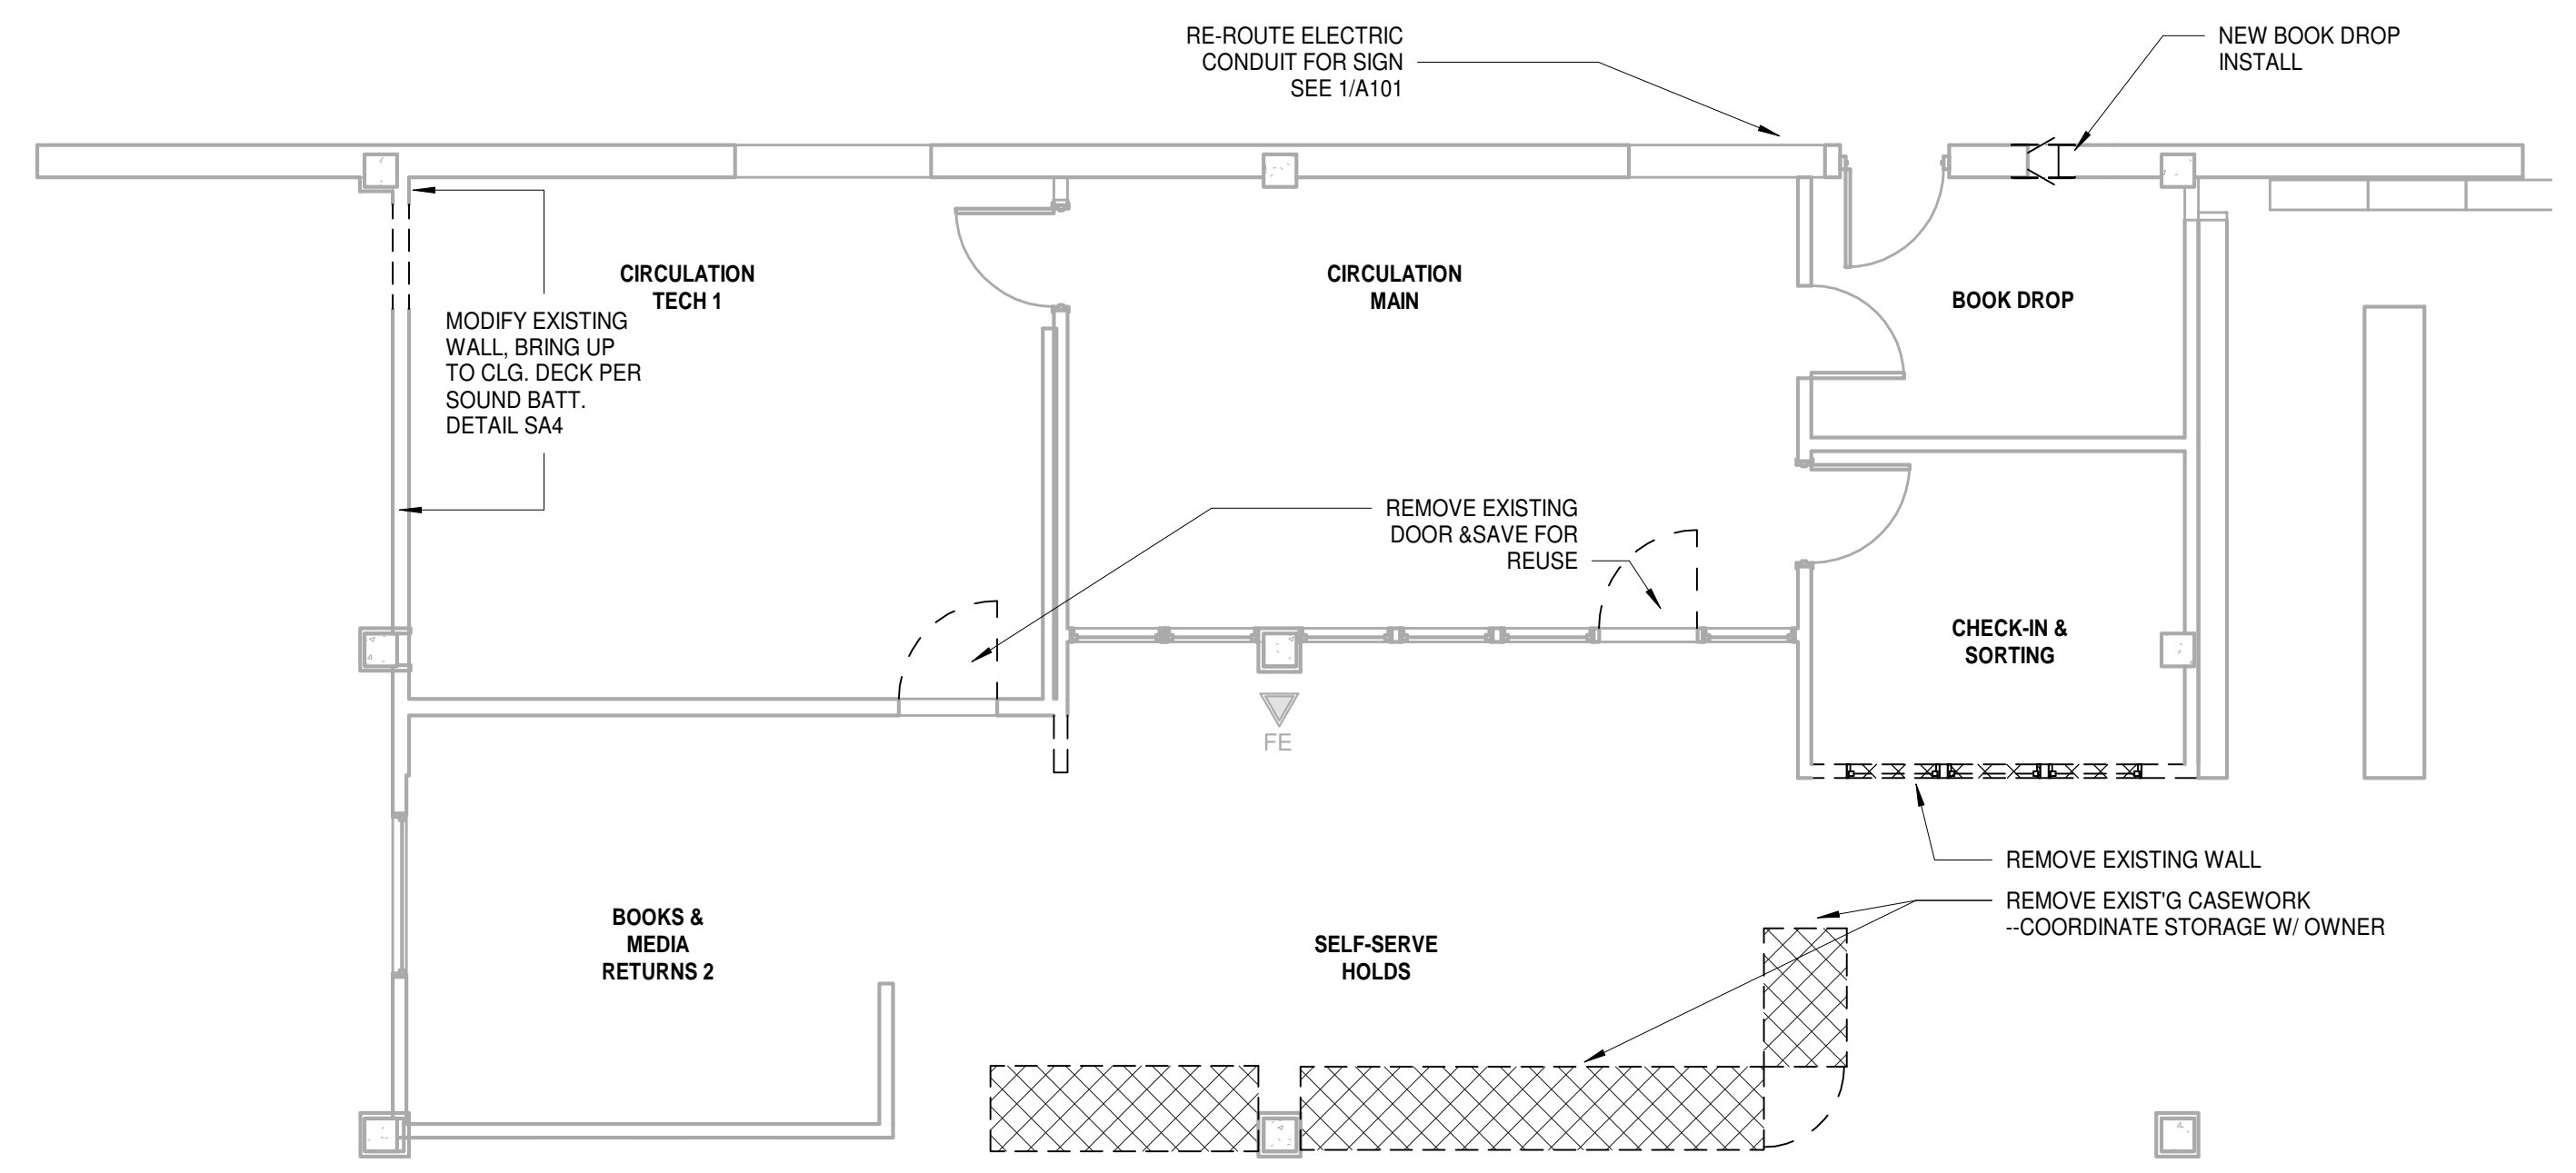 RE-ROUTE ELECTRIC
CONDUIT FOR SIGN
SEE 1/A101
NEW BOOK DROP
INSTALL
CIRCULATION
TECH 1
CIRCULATION
MAIN
BOOK DROP
MODIFY EXISTING
WALL, BRING UP
TO CLG. DECK PER
SOUND BATT.
DETAIL SA4
REMOVE EXISTING
DOOR &SAVE FOR
REUSE
CHECK-IN &
SORTING
FE
REMOVE EXISTING WALL
REMOVE EXIST'G CASEWORK
--COORDINATE STORAGE W/ OWNER
BOOKS &
MEDIA
RETURNS 2
SELF-SERVE
HOLDS